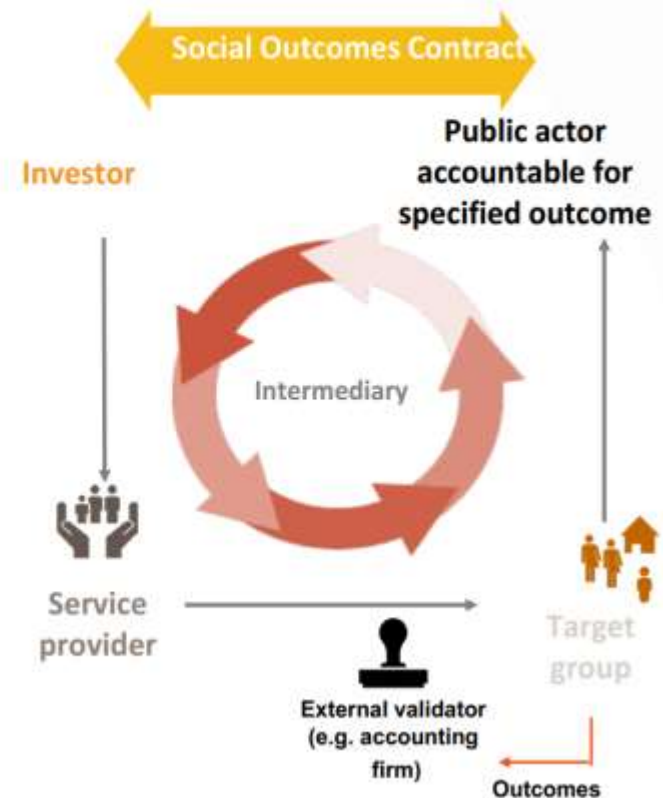 Social Outcomes Contract
Investor
Public actor
accountable for
specified outcome
Intermediary
Service
provider
Target
group
External validator
(e.g. accounting
firm)
Outcomes